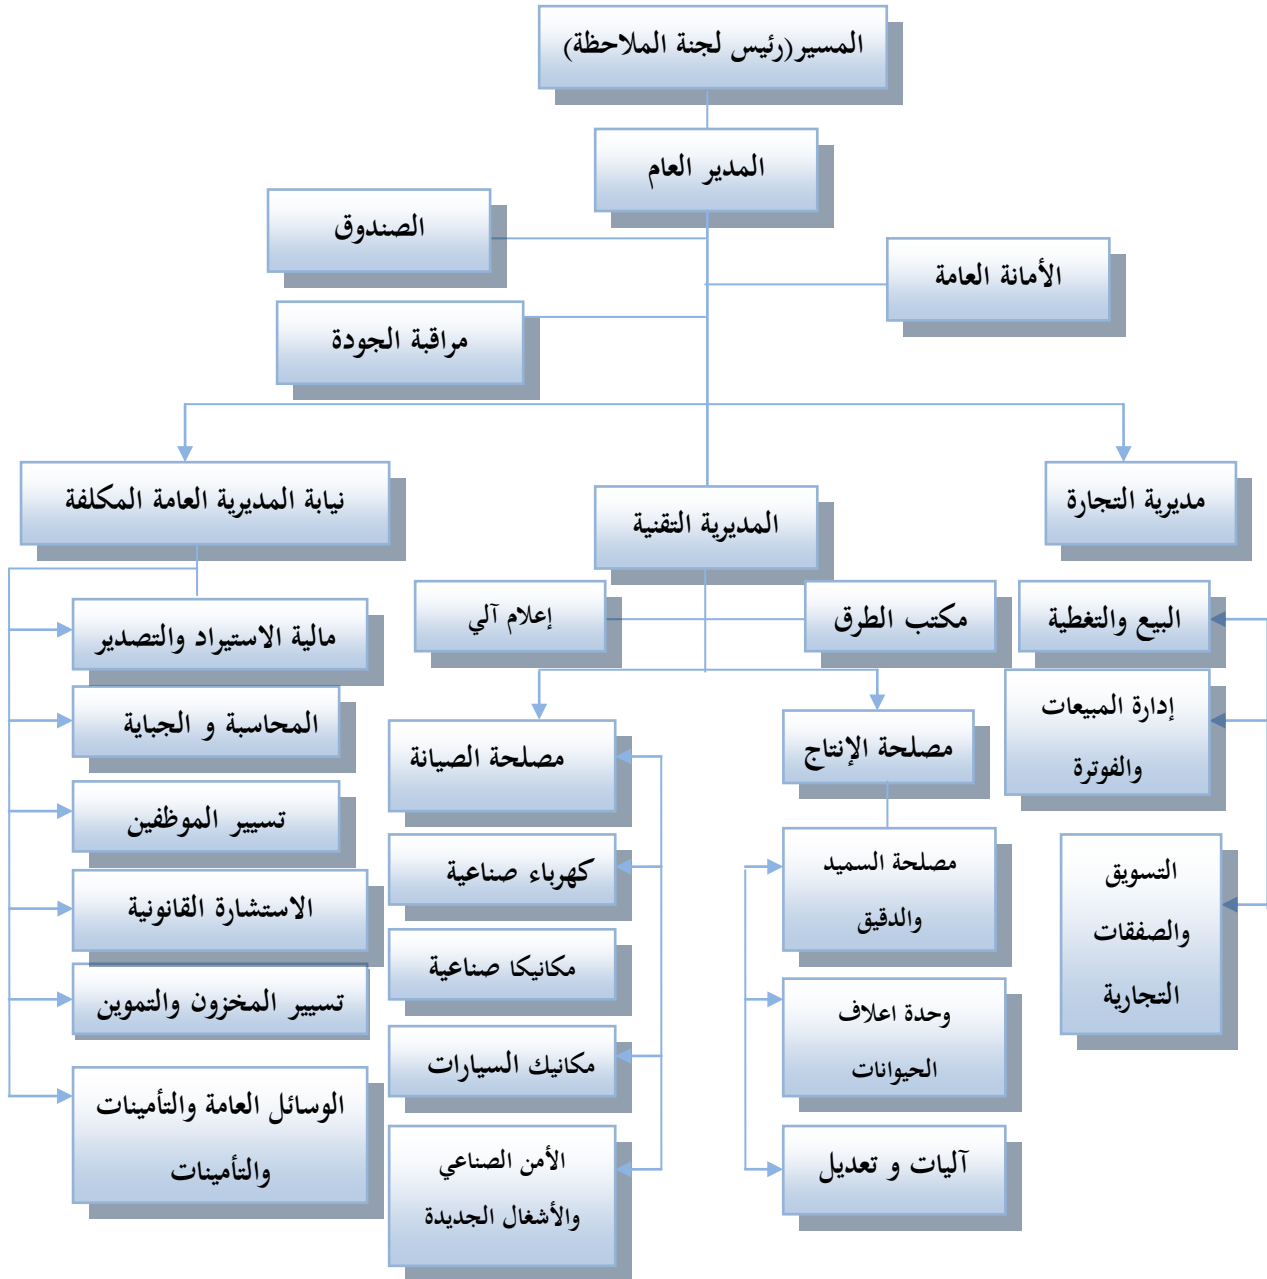 المسير(رئيس لجنة الملاحظة)
المدير العام
الصندوق
الأمانة العامة
مراقبة الجودة
مديرية التجارة
المديرية التقنية
نيابة المديرية العامة المكلفة
البيع والتغطية
إدارة المبيعات
والفوترة
التسويق
والصفقات
التجارية
مكتب الطرق
إعلام آلي
مصلحة الإنتاج
مصلحة السميد
والدقيق
وحدة اعلاف
الحيوانات
آليات و تعديل
مصلحة الصيانة
كهرباء صناعية
مكانيكا صناعية
مكانيك السيارات
الأمن الصناعي
والأشغال الجديدة
مالية الاستيراد والتصدير
المحاسبة و الجباية
تسيير الموظفين
الاستشارة القانونية
تسيير المخزون والتموين
الوسائل العامة والتأمينات
والتأمينات